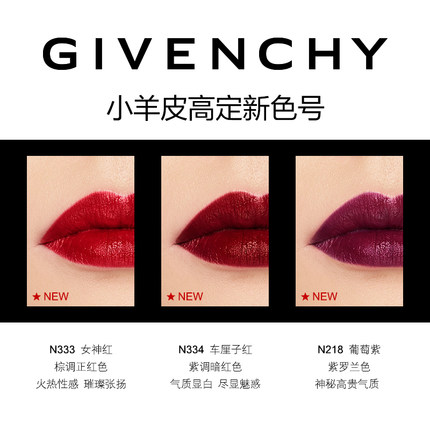 GIVENCHY
小羊皮高定新色号
★ NEW ★ NEW ★ NEW
N333 女神红 N334 车厘子红 N218 葡萄紫
棕调正红色 紫调暗红色 紫罗兰色
火热性感 璀璨张扬 气质显白 尽显魅感 神秘高贵气质